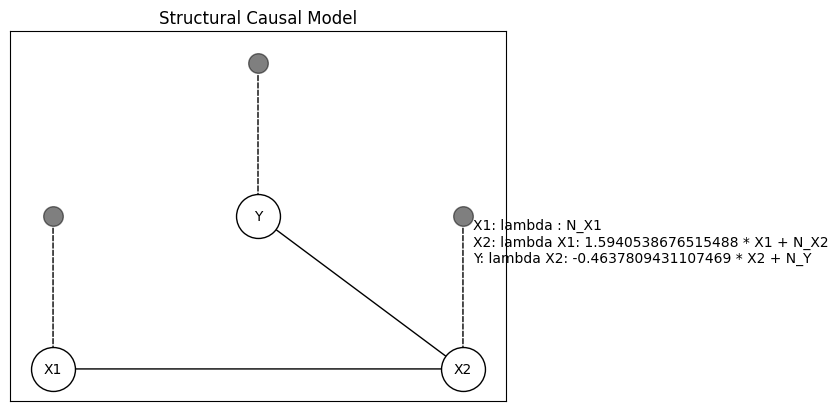 Structural Causal Model
Y
X1: lambda : N_X1
X2: lambda X1: 1.5940538676515488 * X1 + N_X2
Y: lambda X2: -0.4637809431107469 * X2 + N_Y
X1
X2